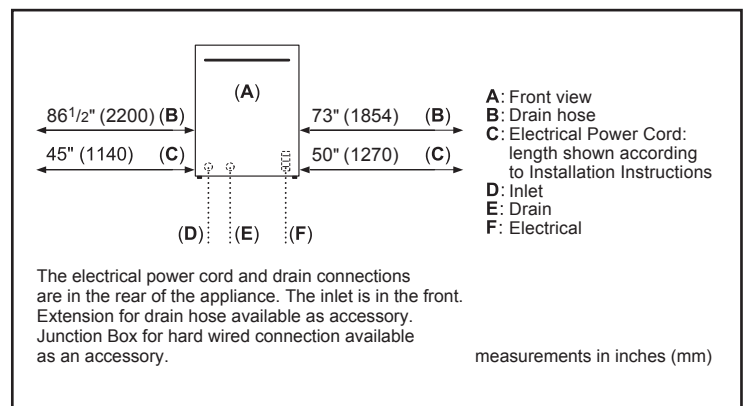 (A)
86 1/2" (2200) (B)
73" (1854) (B)
45" (1140) (C)
50" (1270) (C)
(D) (E) (F)
A: Front view
B: Drain hose
C: Electrical Power Cord:
length shown according
to Installation Instructions
D: Inlet
E: Drain
F: Electrical
The electrical power cord and drain connections
are in the rear of the appliance. The inlet is in the front.
Extension for drain hose available as accessory.
Junction Box for hard wired connection available
as an accessory.
measurements in inches (mm)